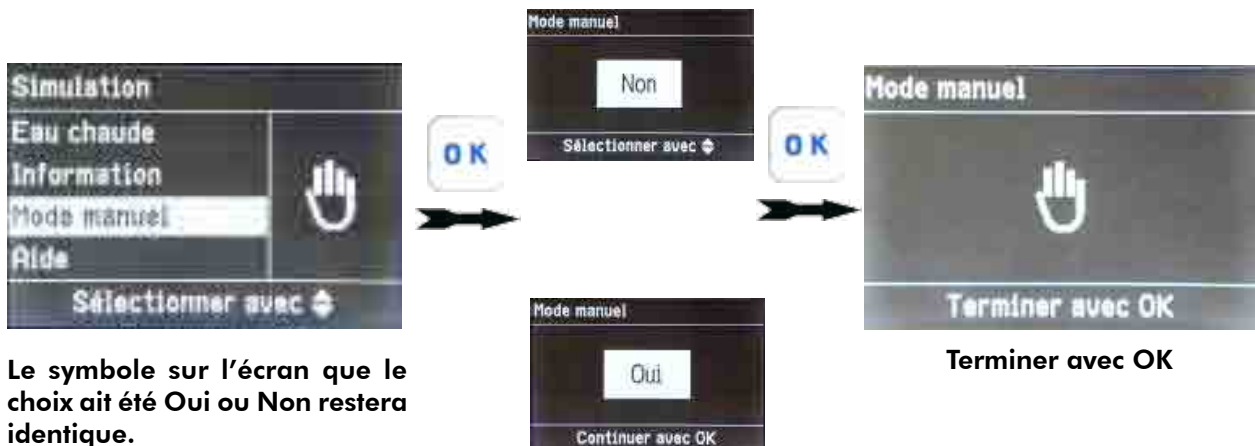 Simulation
Eau chaude
Information
Mode manuel
Aide
Sélectionner avec
Le symbole sur l'écran que le
choix ait été Oui ou Non restera
identique.
OK
Mode manuel
Non
Sélectionner avec
Mode manuel
Oui
Continuer avec OK
OK
Mode manuel
Terminer avec OK
Terminer avec OK